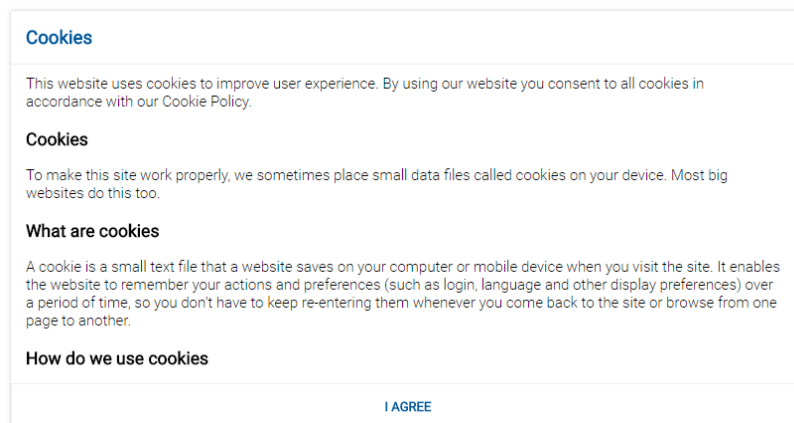 Cookies
This website uses cookies to improve user experience. By using our website you consent to all cookies in
accordance with our Cookie Policy.
Cookies
To make this site work properly, we sometimes place small data files called cookies on your device. Most big
websites do this too.
What are cookies
A cookie is a small text file that a website saves on your computer or mobile device when you visit the site. It enables
the website to remember your actions and preferences (such as login, language and other display preferences) over
a period of time, so you don't have to keep re-entering them whenever you come back to the site or browse from one
page to another.
How do we use cookies
I AGREE